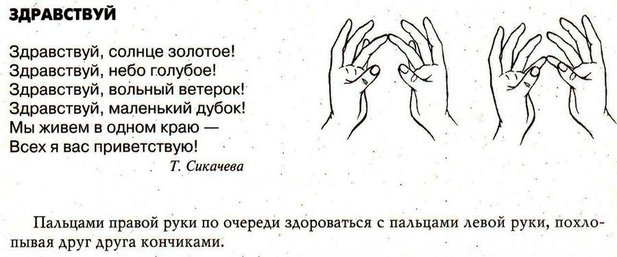 ЗДРАВСТВУЙ
Здравствуй, солнце золотое!
Здравствуй, небо голубое!
Здравствуй, вольный ветерок!
Здравствуй, маленький дубок!
Мы живем в одном краю —
Всех я вас приветствую!
Т. Сикачева
Пальцами правой руки по очереди здороваться с пальцами левой руки, похло-
пывая друг друга кончиками.